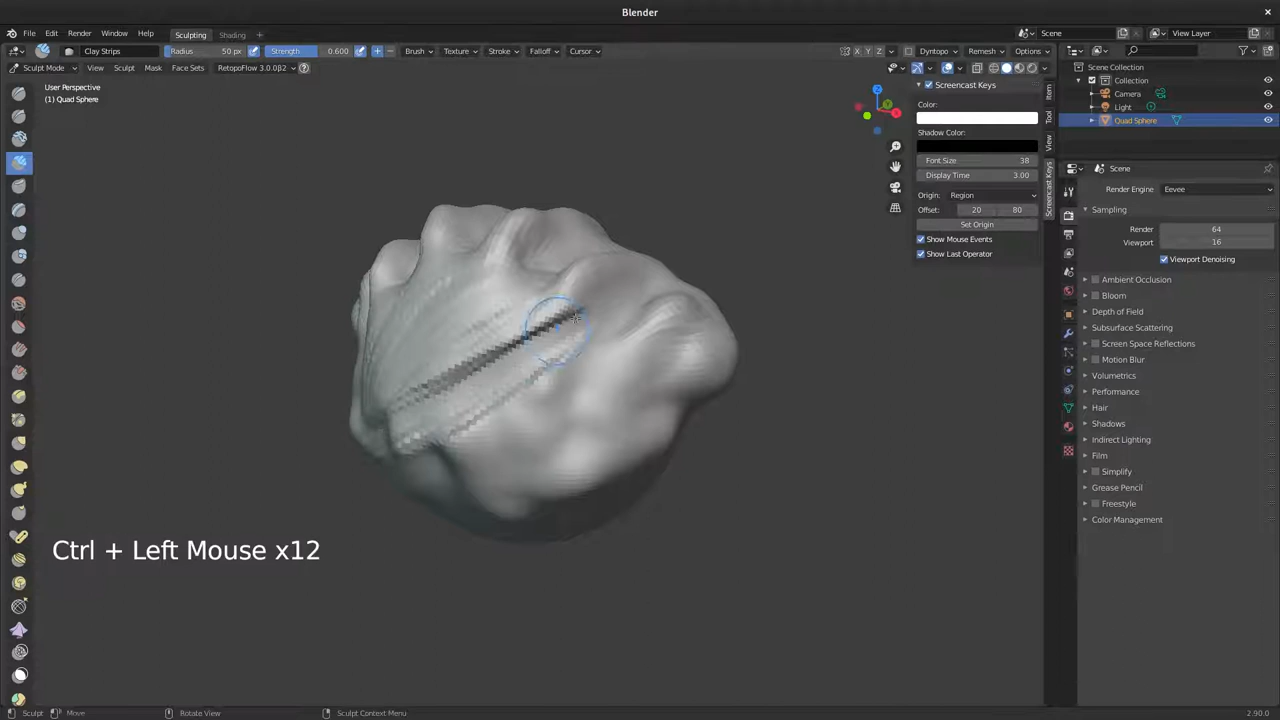 Blender
File Edit Render Window Help Sculpting Shading + Scene View Layer
Clay Strips Radius 50 px Strength 0.600 + − Brush Texture Stroke Falloff Cursor X Y Z Dyntopo Remesh Options
Sculpt Mode View Sculpt Mask Face Sets RetopoFlow 3.0.0β2
User Perspective
(1) Quad Sphere
Z
Y
X
Screencast Keys
Color:
Shadow Color:
Font Size 38
Display Time 3.00
Origin: Region
Offset: 20 80
Set Origin
Show Mouse Events
Show Last Operator
Item
Tool
View
Screencast Keys
Scene Collection
Collection
Camera
Light
Quad Sphere
Scene
Render Engine Eevee
Sampling
Render 64
Viewport 16
Viewport Denoising
Ambient Occlusion
Bloom
Depth of Field
Subsurface Scattering
Screen Space Reflections
Motion Blur
Volumetrics
Performance
Hair
Shadows
Indirect Lighting
Film
Simplify
Grease Pencil
Freestyle
Color Management
Ctrl + Left Mouse x12
Sculpt Move Rotate View Sculpt Context Menu 2.90.0